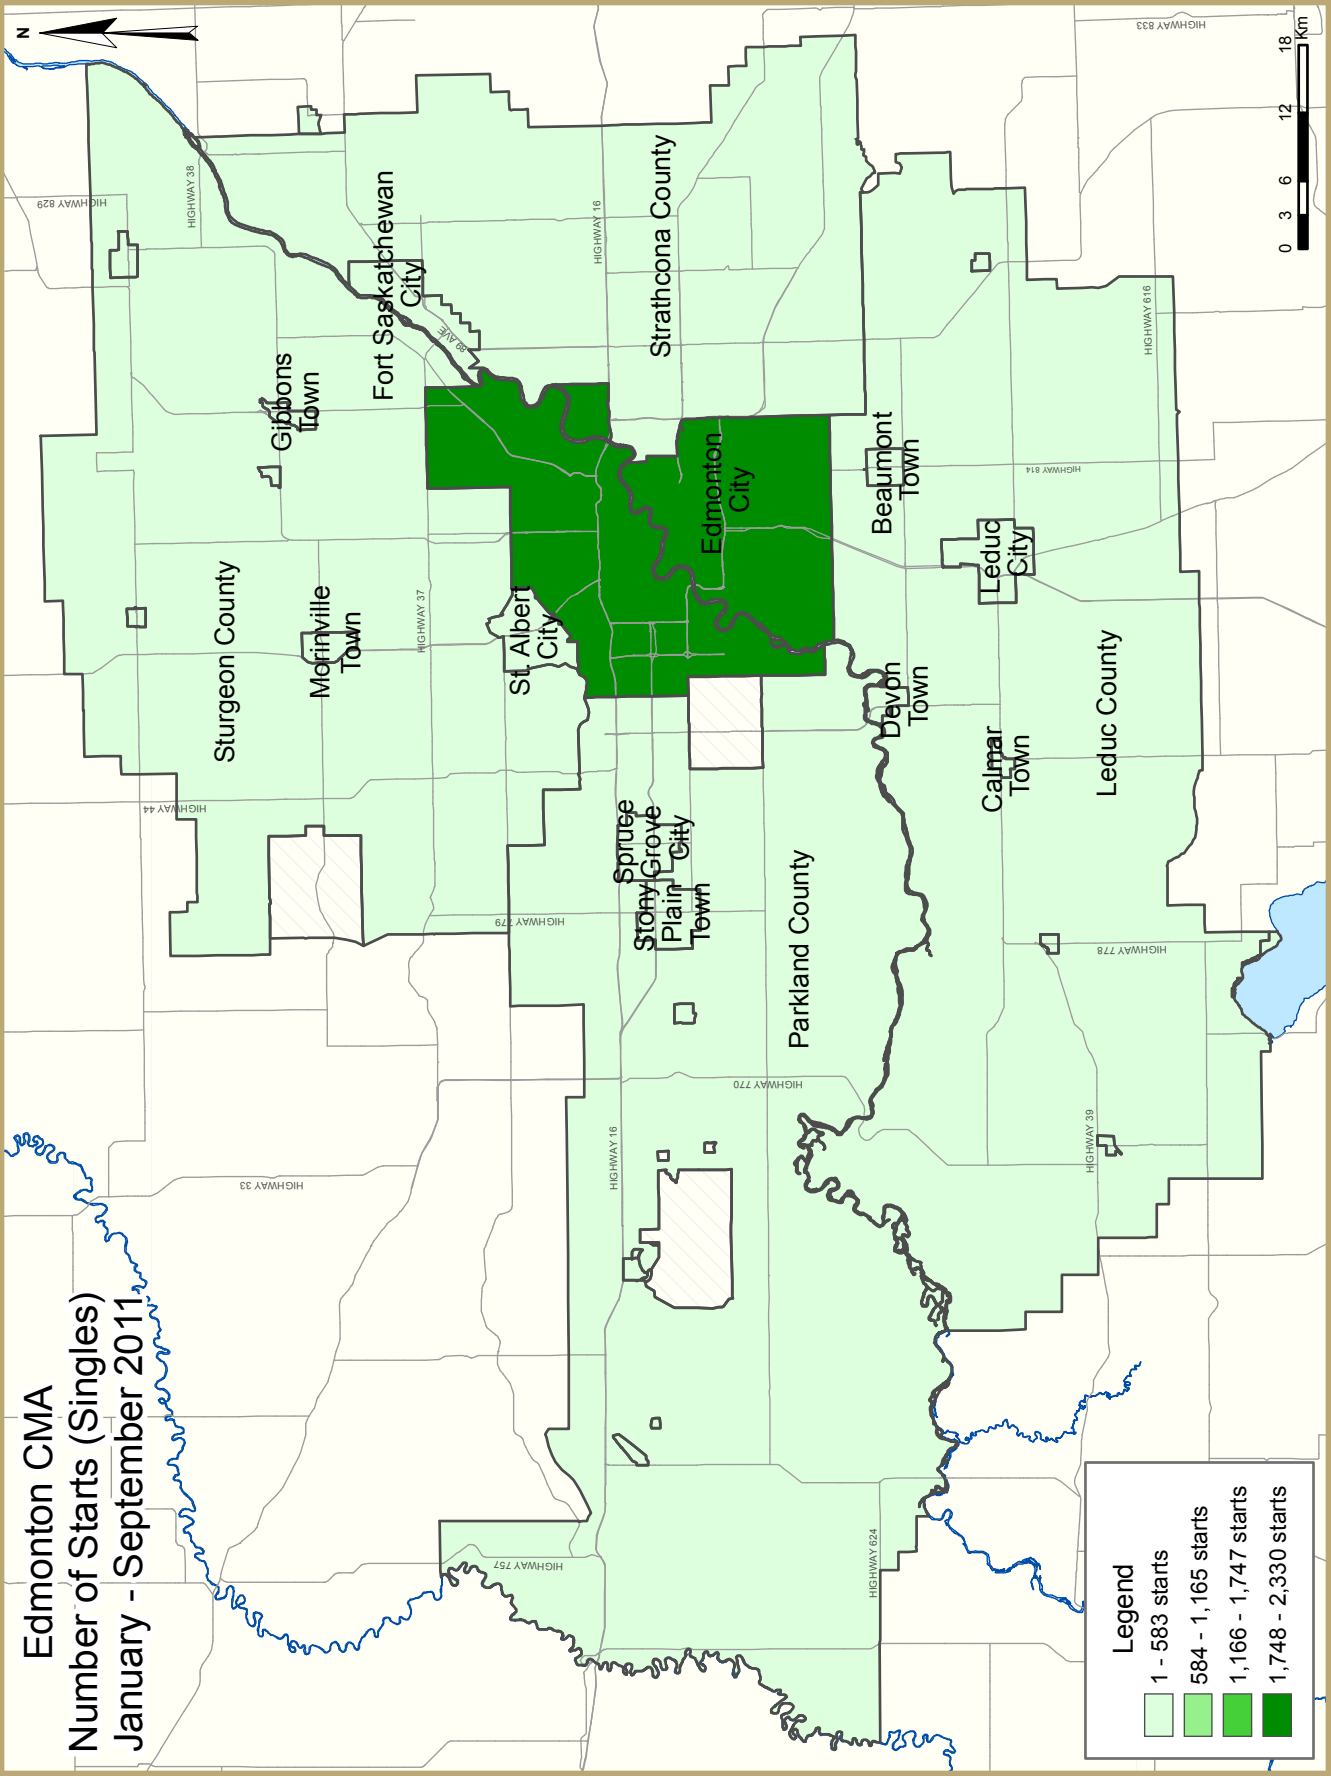 Edmonton CMA
Number of Starts (Singles)
January - September 2011
N
HIGHWAY 829
HIGHWAY 38
HIGHWAY 833
Fort Saskatchewan
City
89 AVE
HIGHWAY 16
Strathcona County
Gibbons
Town
Sturgeon County
Morinville
Town
HIGHWAY 37
HIGHWAY 44
St. Albert
City
Edmonton
City
Beaumont
Town
HIGHWAY 814
HIGHWAY 616
Leduc
City
Devon
Town
Calmar
Town
Leduc County
Spruce
Grove
City
Stony
Plain
Town
HIGHWAY 779
Parkland County
HIGHWAY 778
HIGHWAY 770
HIGHWAY 16
HIGHWAY 39
HIGHWAY 33
HIGHWAY 757
HIGHWAY 624
0 3 6 12 18
Km
Legend
1 - 583 starts
584 - 1,165 starts
1,166 - 1,747 starts
1,748 - 2,330 starts